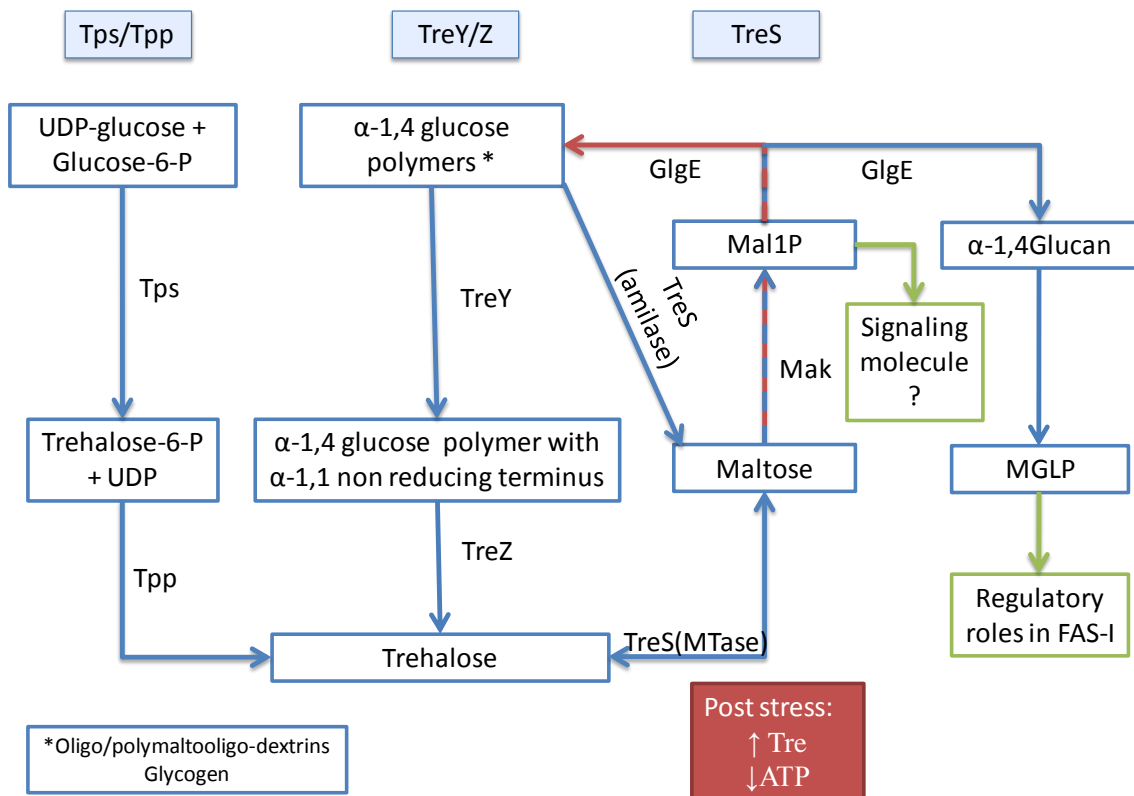 Tps/Tpp
TreY/Z
TreS
UDP-glucose +
Glucose-6-P
α-1,4 glucose
polymers *
GlgE
GlgE
Mal1P
α-1,4Glucan
Tps
TreY
TreS
(amilase)
Mak
Signaling
molecule
?
Trehalose-6-P
+ UDP
α-1,4 glucose polymer with
α-1,1 non reducing terminus
Maltose
MGLP
Tpp
TreZ
Trehalose
TreS(MTase)
Regulatory
roles in FAS-I
*Oligo/polymaltooligo-dextrins
Glycogen
Post stress:
↑ Tre
↓ATP